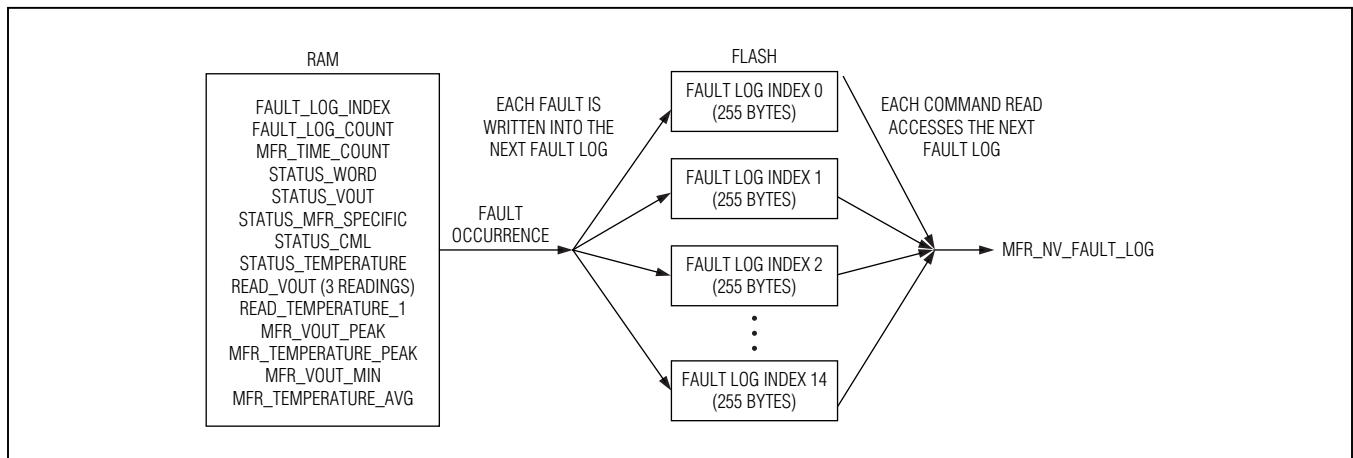 RAM
FAULT_LOG_INDEX
FAULT_LOG_COUNT
MFR_TIME_COUNT
STATUS_WORD
STATUS_VOUT
STATUS_MFR_SPECIFIC
STATUS_CML
STATUS_TEMPERATURE
READ_VOUT (3 READINGS)
READ_TEMPERATURE_1
MFR_VOUT_PEAK
MFR_TEMPERATURE_PEAK
MFR_VOUT_MIN
MFR_TEMPERATURE_AVG
FAULT
OCCURRENCE
EACH FAULT IS
WRITTEN INTO THE
NEXT FAULT LOG
FLASH
FAULT LOG INDEX 0
(255 BYTES)
FAULT LOG INDEX 1
(255 BYTES)
FAULT LOG INDEX 2
(255 BYTES)
FAULT LOG INDEX 14
(255 BYTES)
EACH COMMAND READ
ACCESSES THE NEXT
FAULT LOG
MFR_NV_FAULT_LOG